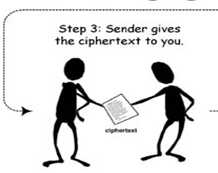 Step 3: Sender gives
the ciphertext to you.
ciphertext